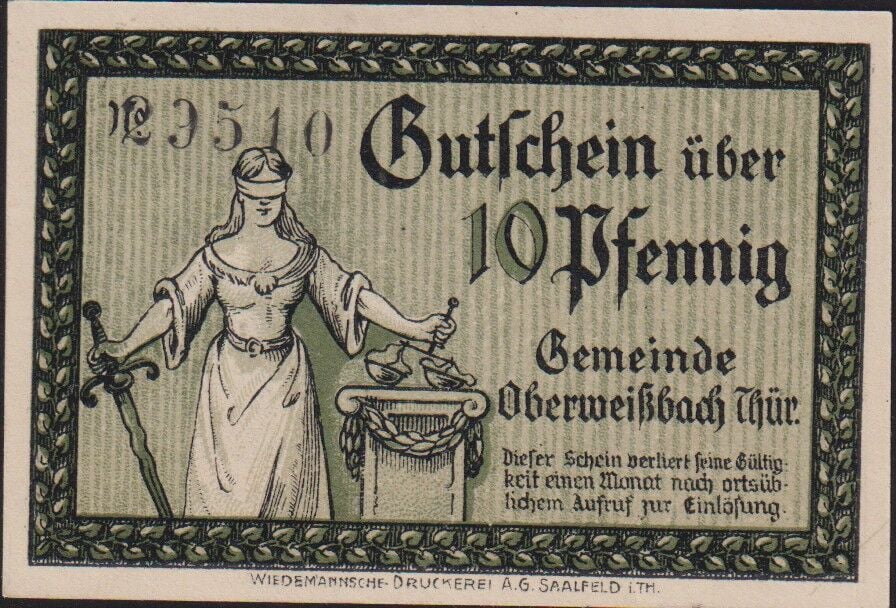 No 29510
Gutschein über
10 Pfennig
Gemeinde
Oberweißbach Thür.
Dieser Schein verliert seine Gültig-
keit einen Monat nach ortsüb-
lichem Aufruf zur Einlösung.
WIEDEMANNSCHE DRUCKEREI A.G. SAALFELD i.TH.